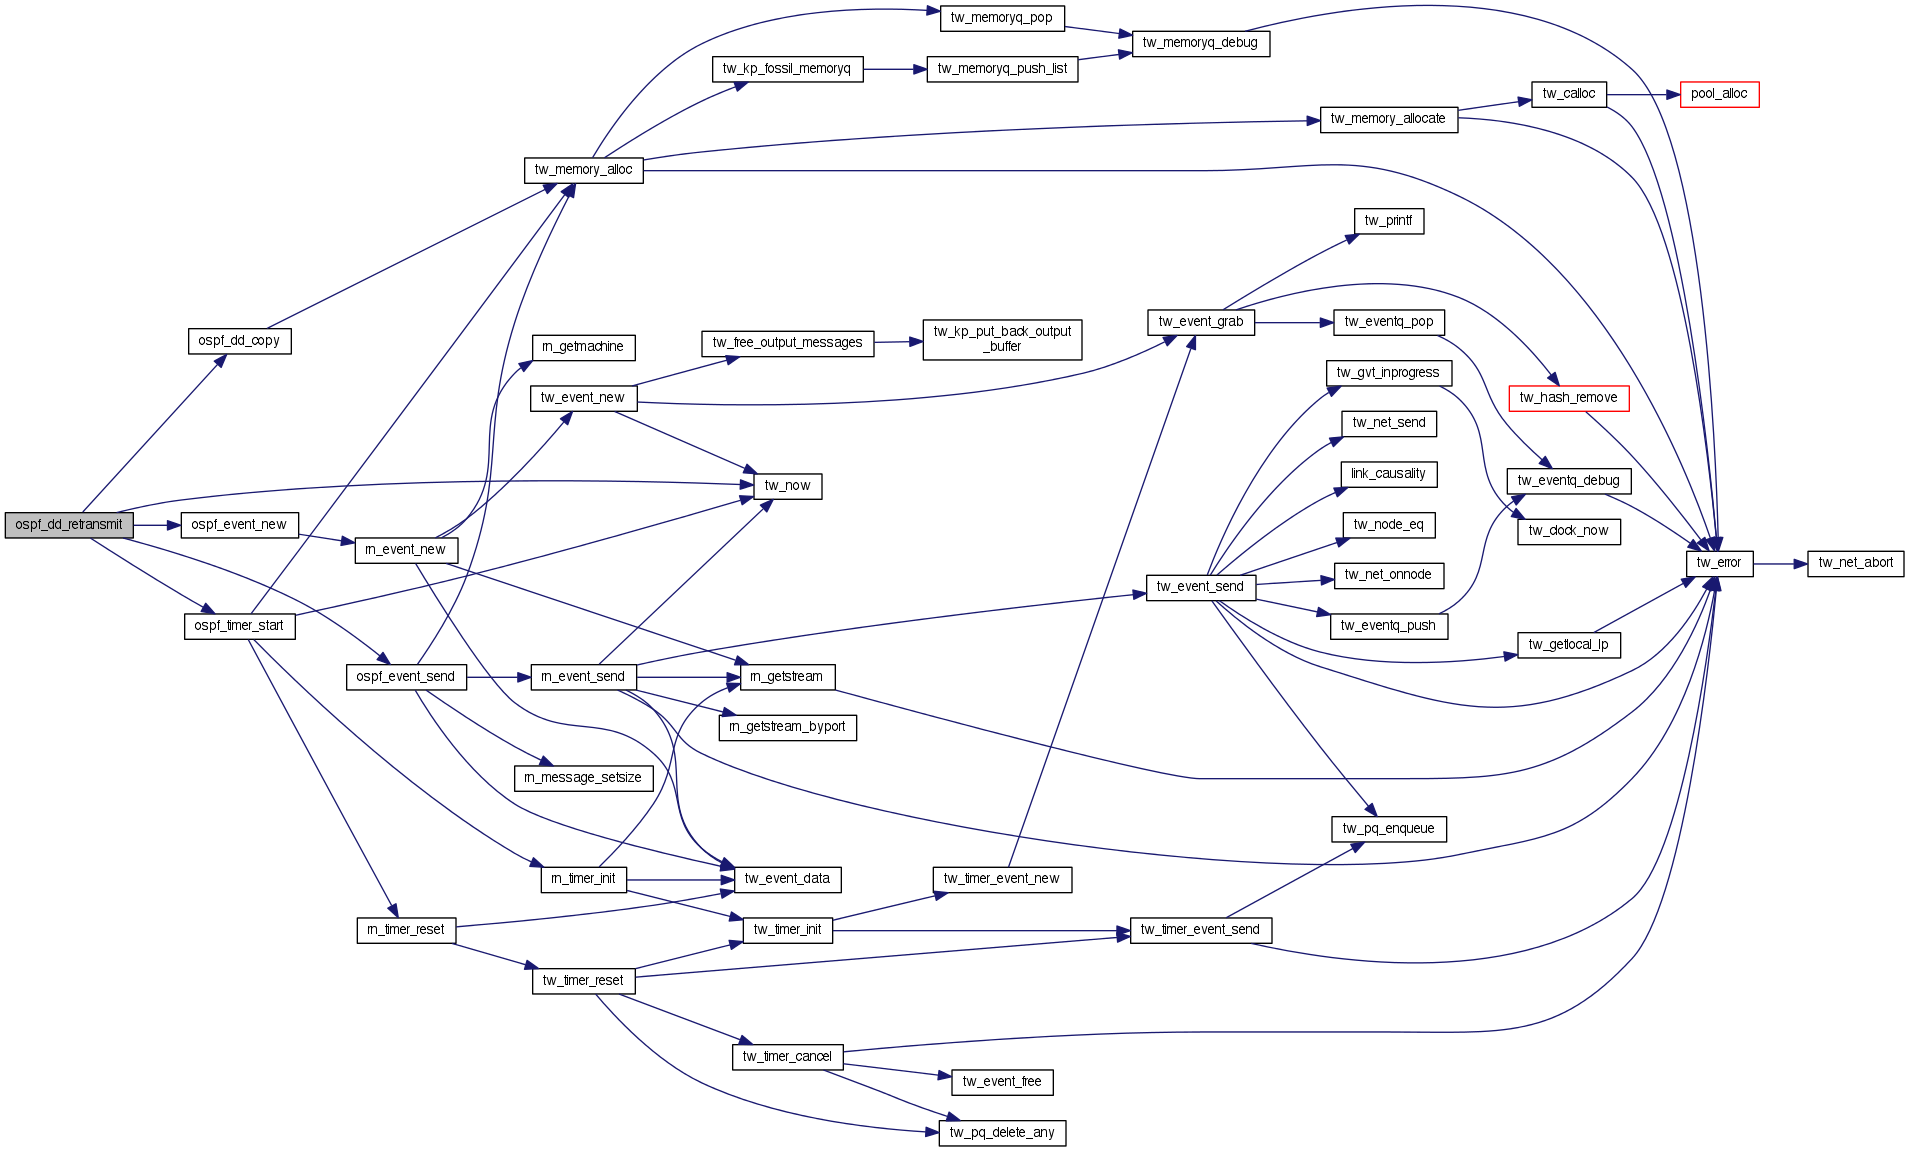 tw_memoryq_pop
tw_memoryq_debug
tw_kp_fossil_memoryq
tw_memoryq_push_list
tw_calloc
pool_alloc
tw_memory_allocate
tw_memory_alloc
tw_printf
tw_event_grab
tw_eventq_pop
ospf_dd_copy
rn_getmachine
tw_free_output_messages
tw_kp_put_back_output
_buffer
tw_gvt_inprogress
tw_event_new
tw_hash_remove
tw_net_send
link_causality
tw_eventq_debug
tw_now
ospf_dd_retransmit
ospf_event_new
tw_node_eq
tw_clock_now
rn_event_new
tw_error
tw_net_abort
tw_net_onnode
tw_event_send
ospf_timer_start
tw_eventq_push
tw_getlocal_lp
ospf_event_send
rn_event_send
rn_getstream
rn_getstream_byport
rn_message_setsize
tw_pq_enqueue
rn_timer_init
tw_event_data
tw_timer_event_new
rn_timer_reset
tw_timer_init
tw_timer_event_send
tw_timer_reset
tw_timer_cancel
tw_event_free
tw_pq_delete_any